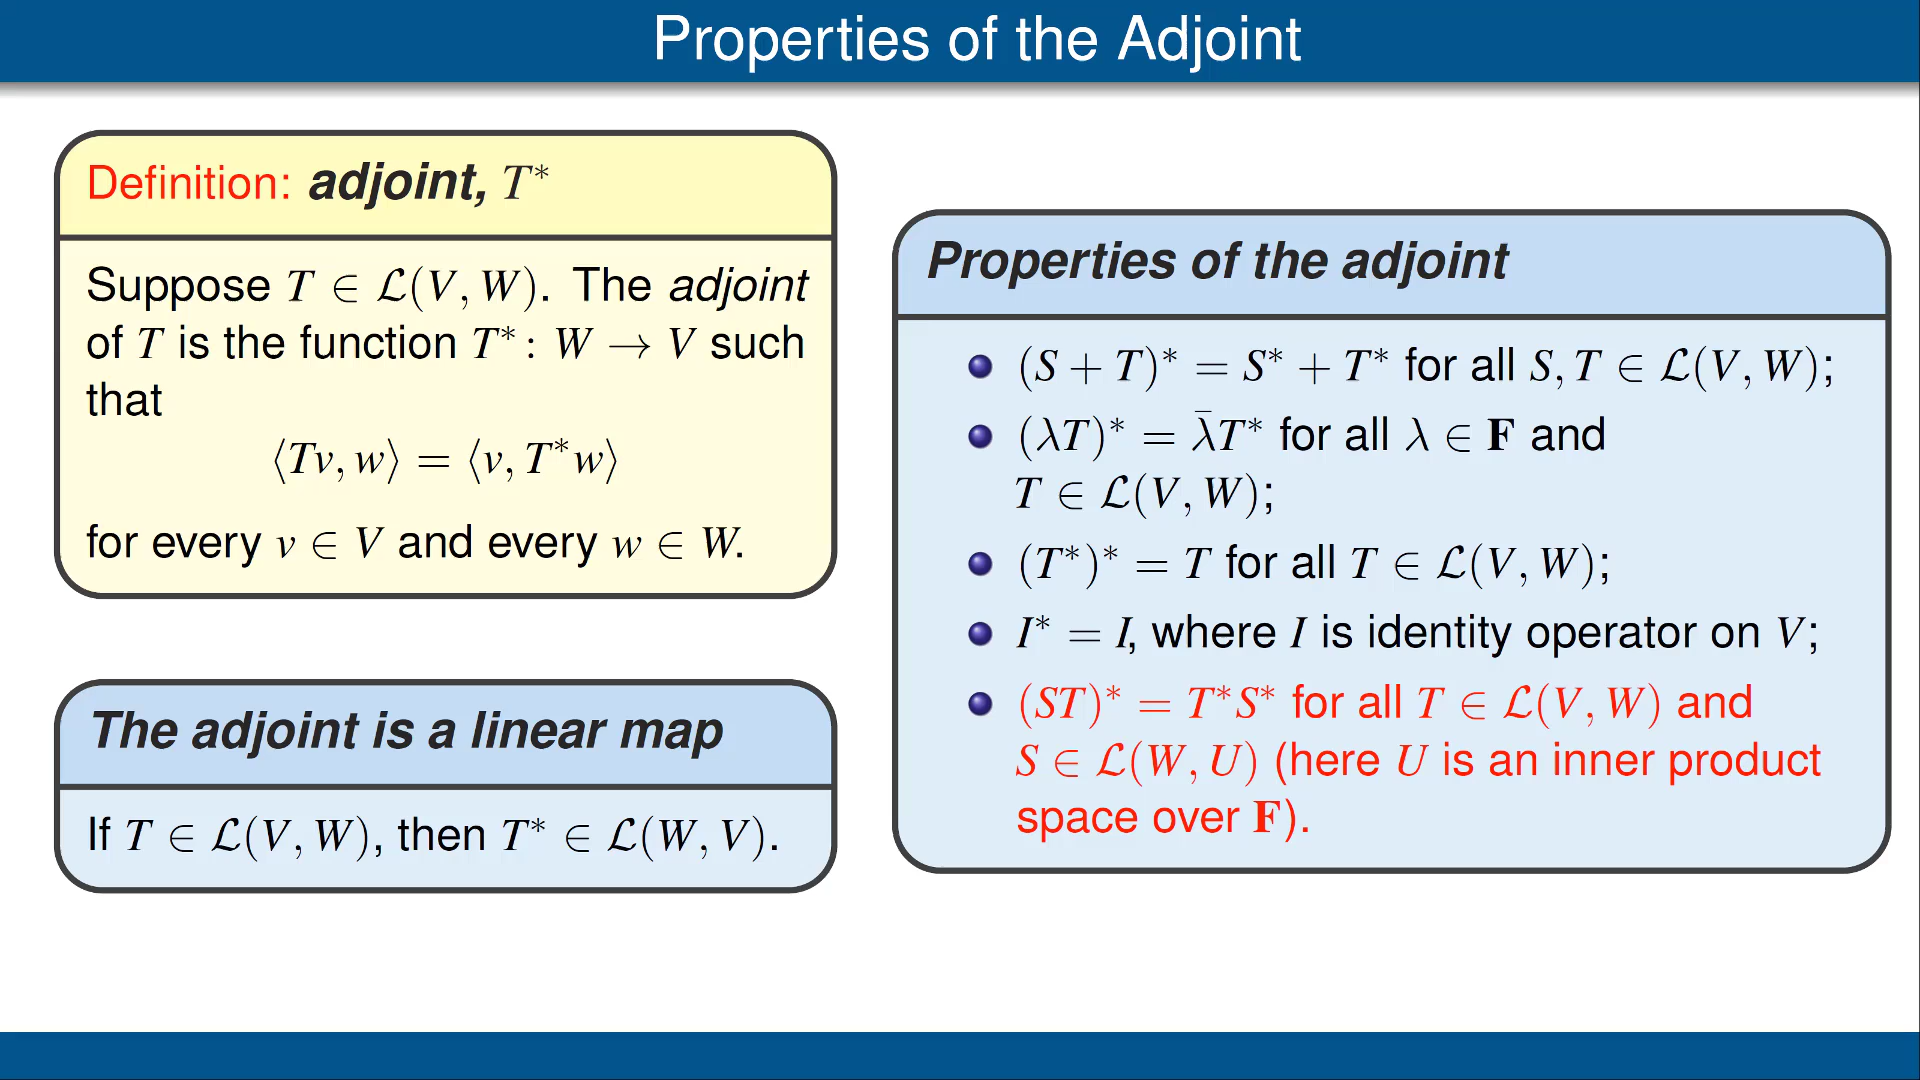 Properties of the Adjoint
Definition: adjoint, T*
Suppose T ∈ ℒ(V, W). The adjoint
of T is the function T* : W → V such
that
⟨Tv, w⟩ = ⟨v, T*w⟩
for every v ∈ V and every w ∈ W.
The adjoint is a linear map
If T ∈ ℒ(V, W), then T* ∈ ℒ(W, V).
Properties of the adjoint
(S + T)* = S* + T* for all S, T ∈ ℒ(V, W);
(λT)* = λ̄T* for all λ ∈ F and
T ∈ ℒ(V, W);
(T*)* = T for all T ∈ ℒ(V, W);
I* = I, where I is identity operator on V;
(ST)* = T*S* for all T ∈ ℒ(V, W) and
S ∈ ℒ(W, U) (here U is an inner product
space over F).